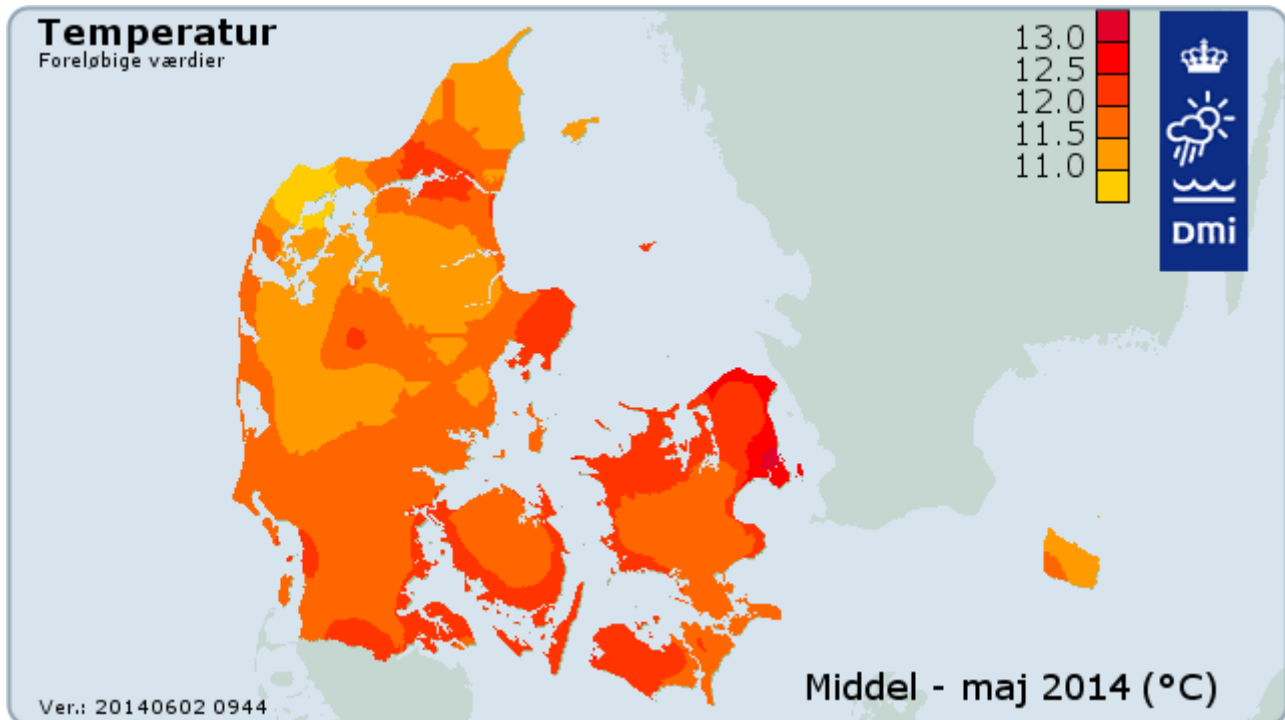 Temperatur
Foreløbige værdier
13.0
12.5
12.0
11.5
11.0
DMi
Middel - maj 2014 (°C)
Ver.: 20140602 0944